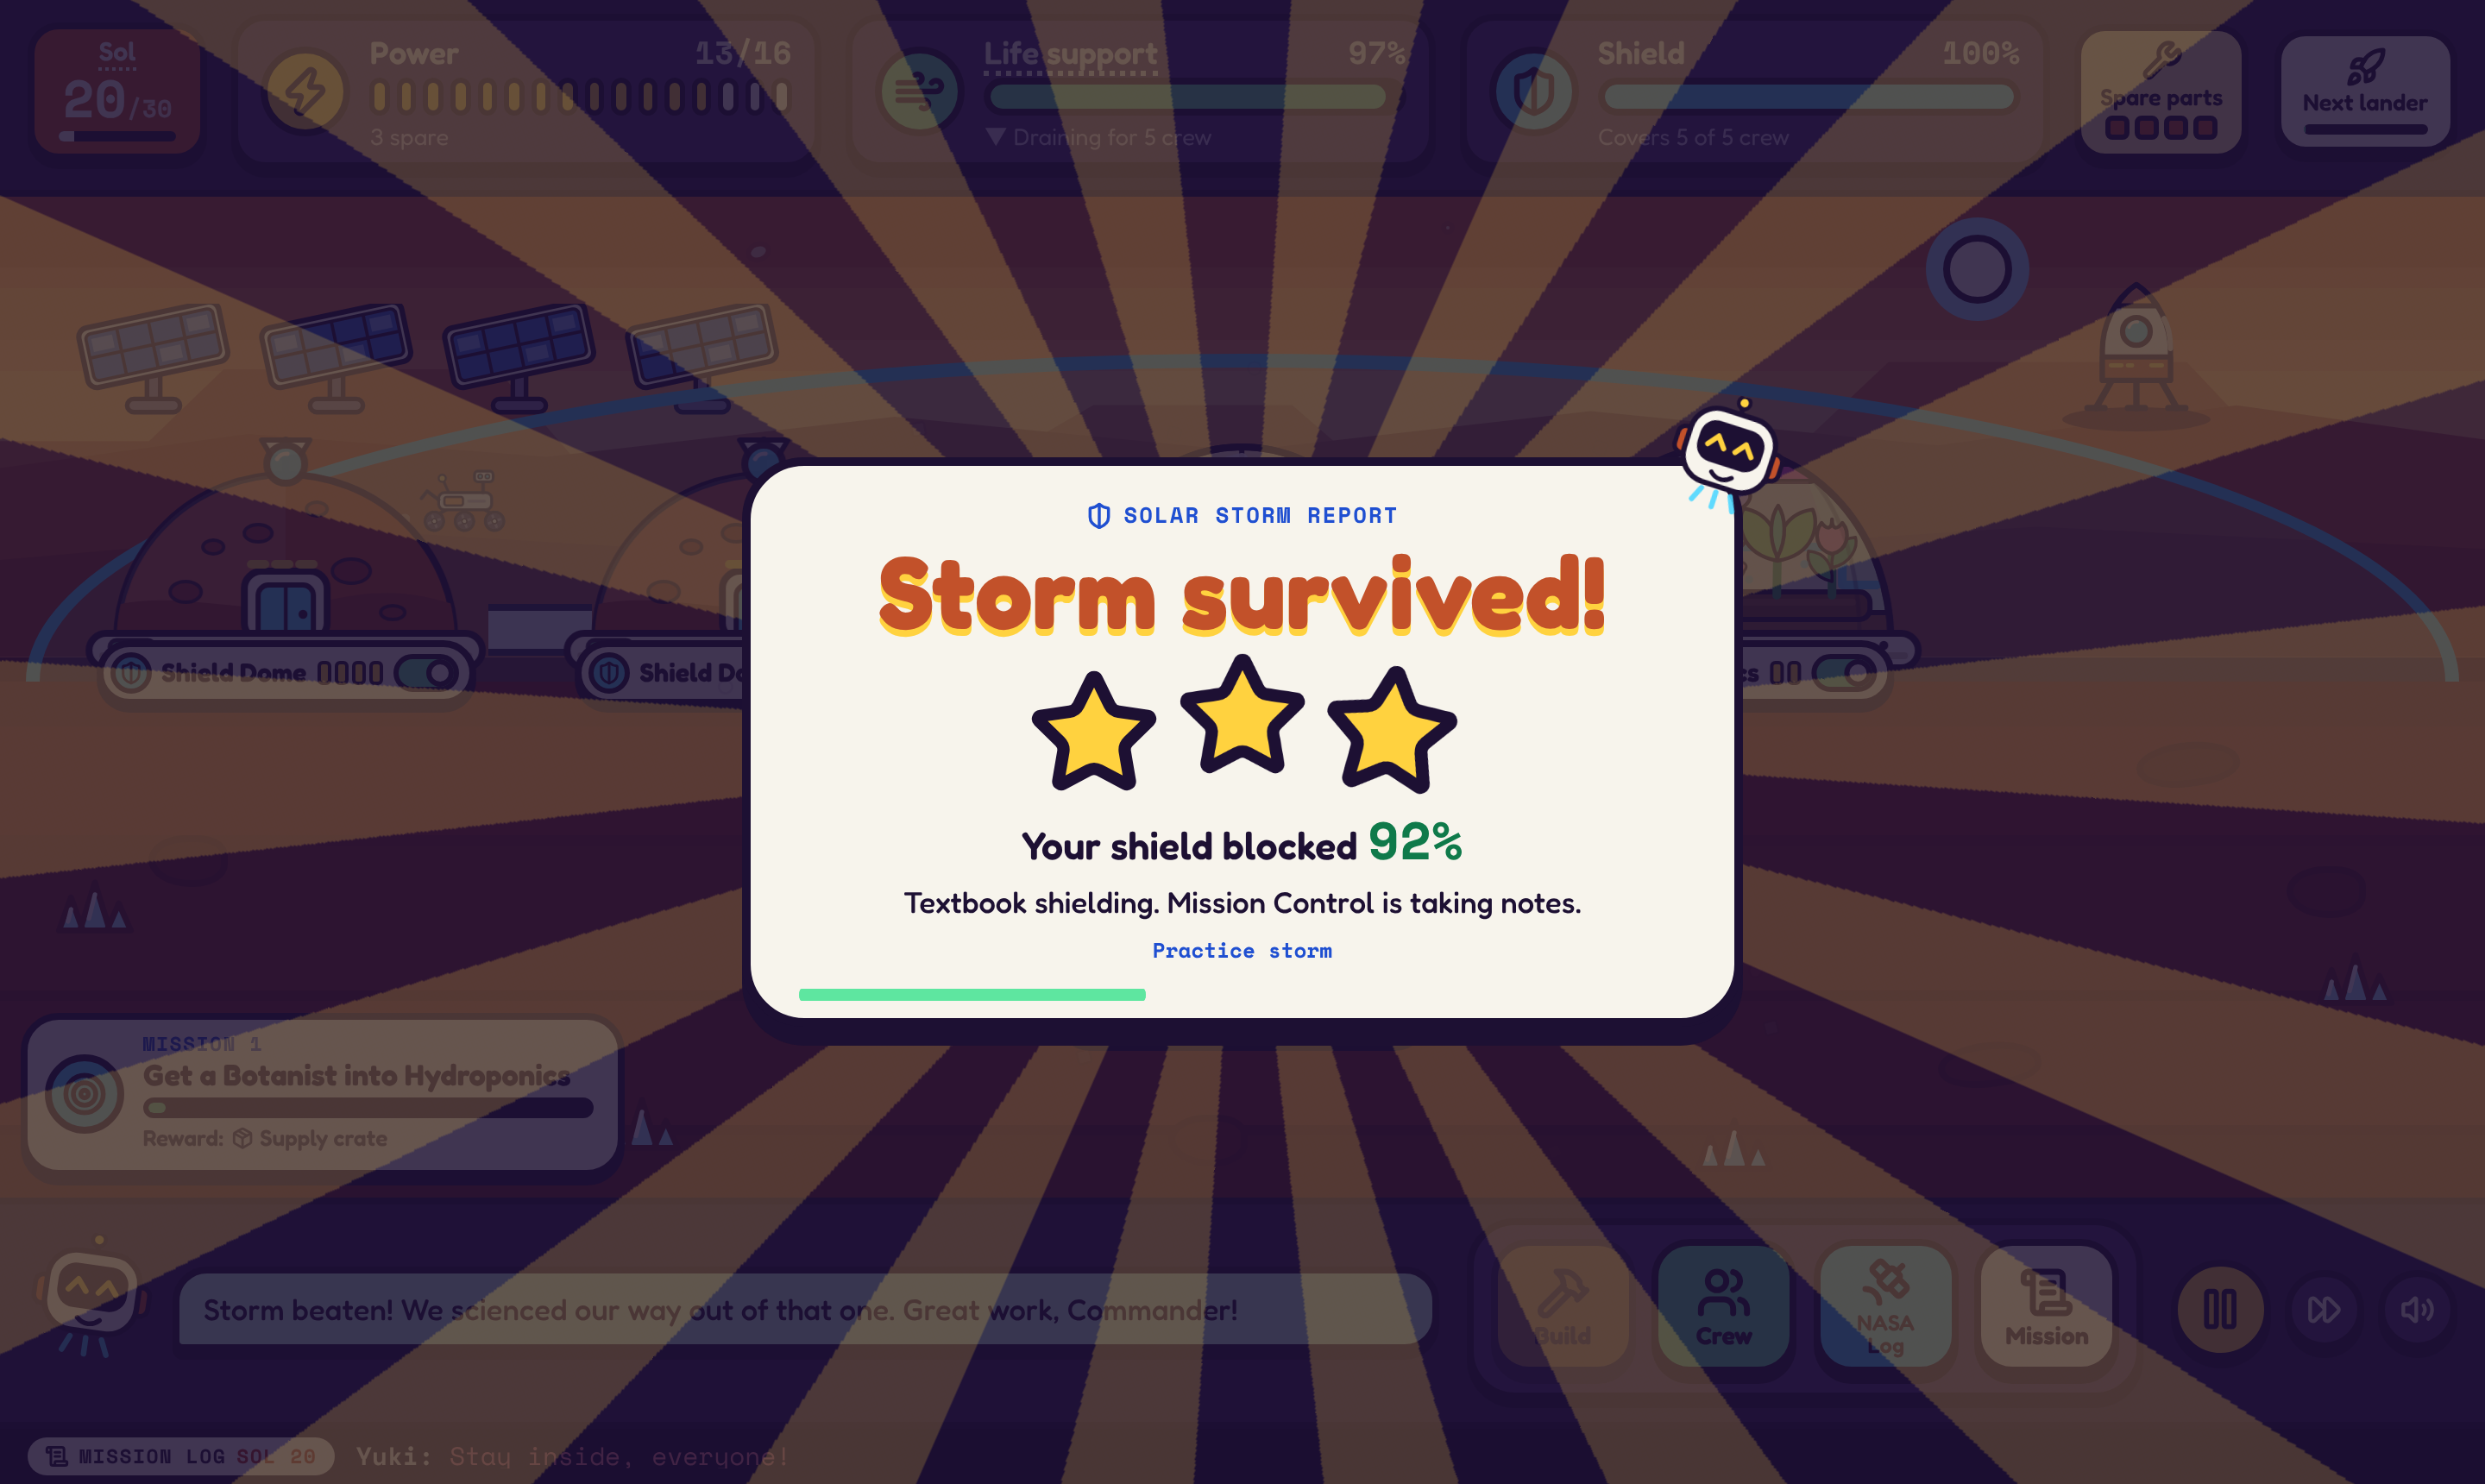 Sol
20/30
Power 13/16
3 spare
Life support 97%
Draining for 5 crew
Shield 100%
Covers 5 of 5 crew
Spare parts
Next lander
SOLAR STORM REPORT
Storm survived!
Your shield blocked 92%
Textbook shielding. Mission Control is taking notes.
Practice storm
Shield Dome
Shield Do
cs
MISSION 1
Get a Botanist into Hydroponics
Reward: Supply crate
Storm beaten! We scienced our way out of that one. Great work, Commander!
Build
Crew
NASA
Log
Mission
MISSION LOG SOL 20 Yuki: Stay inside, everyone!